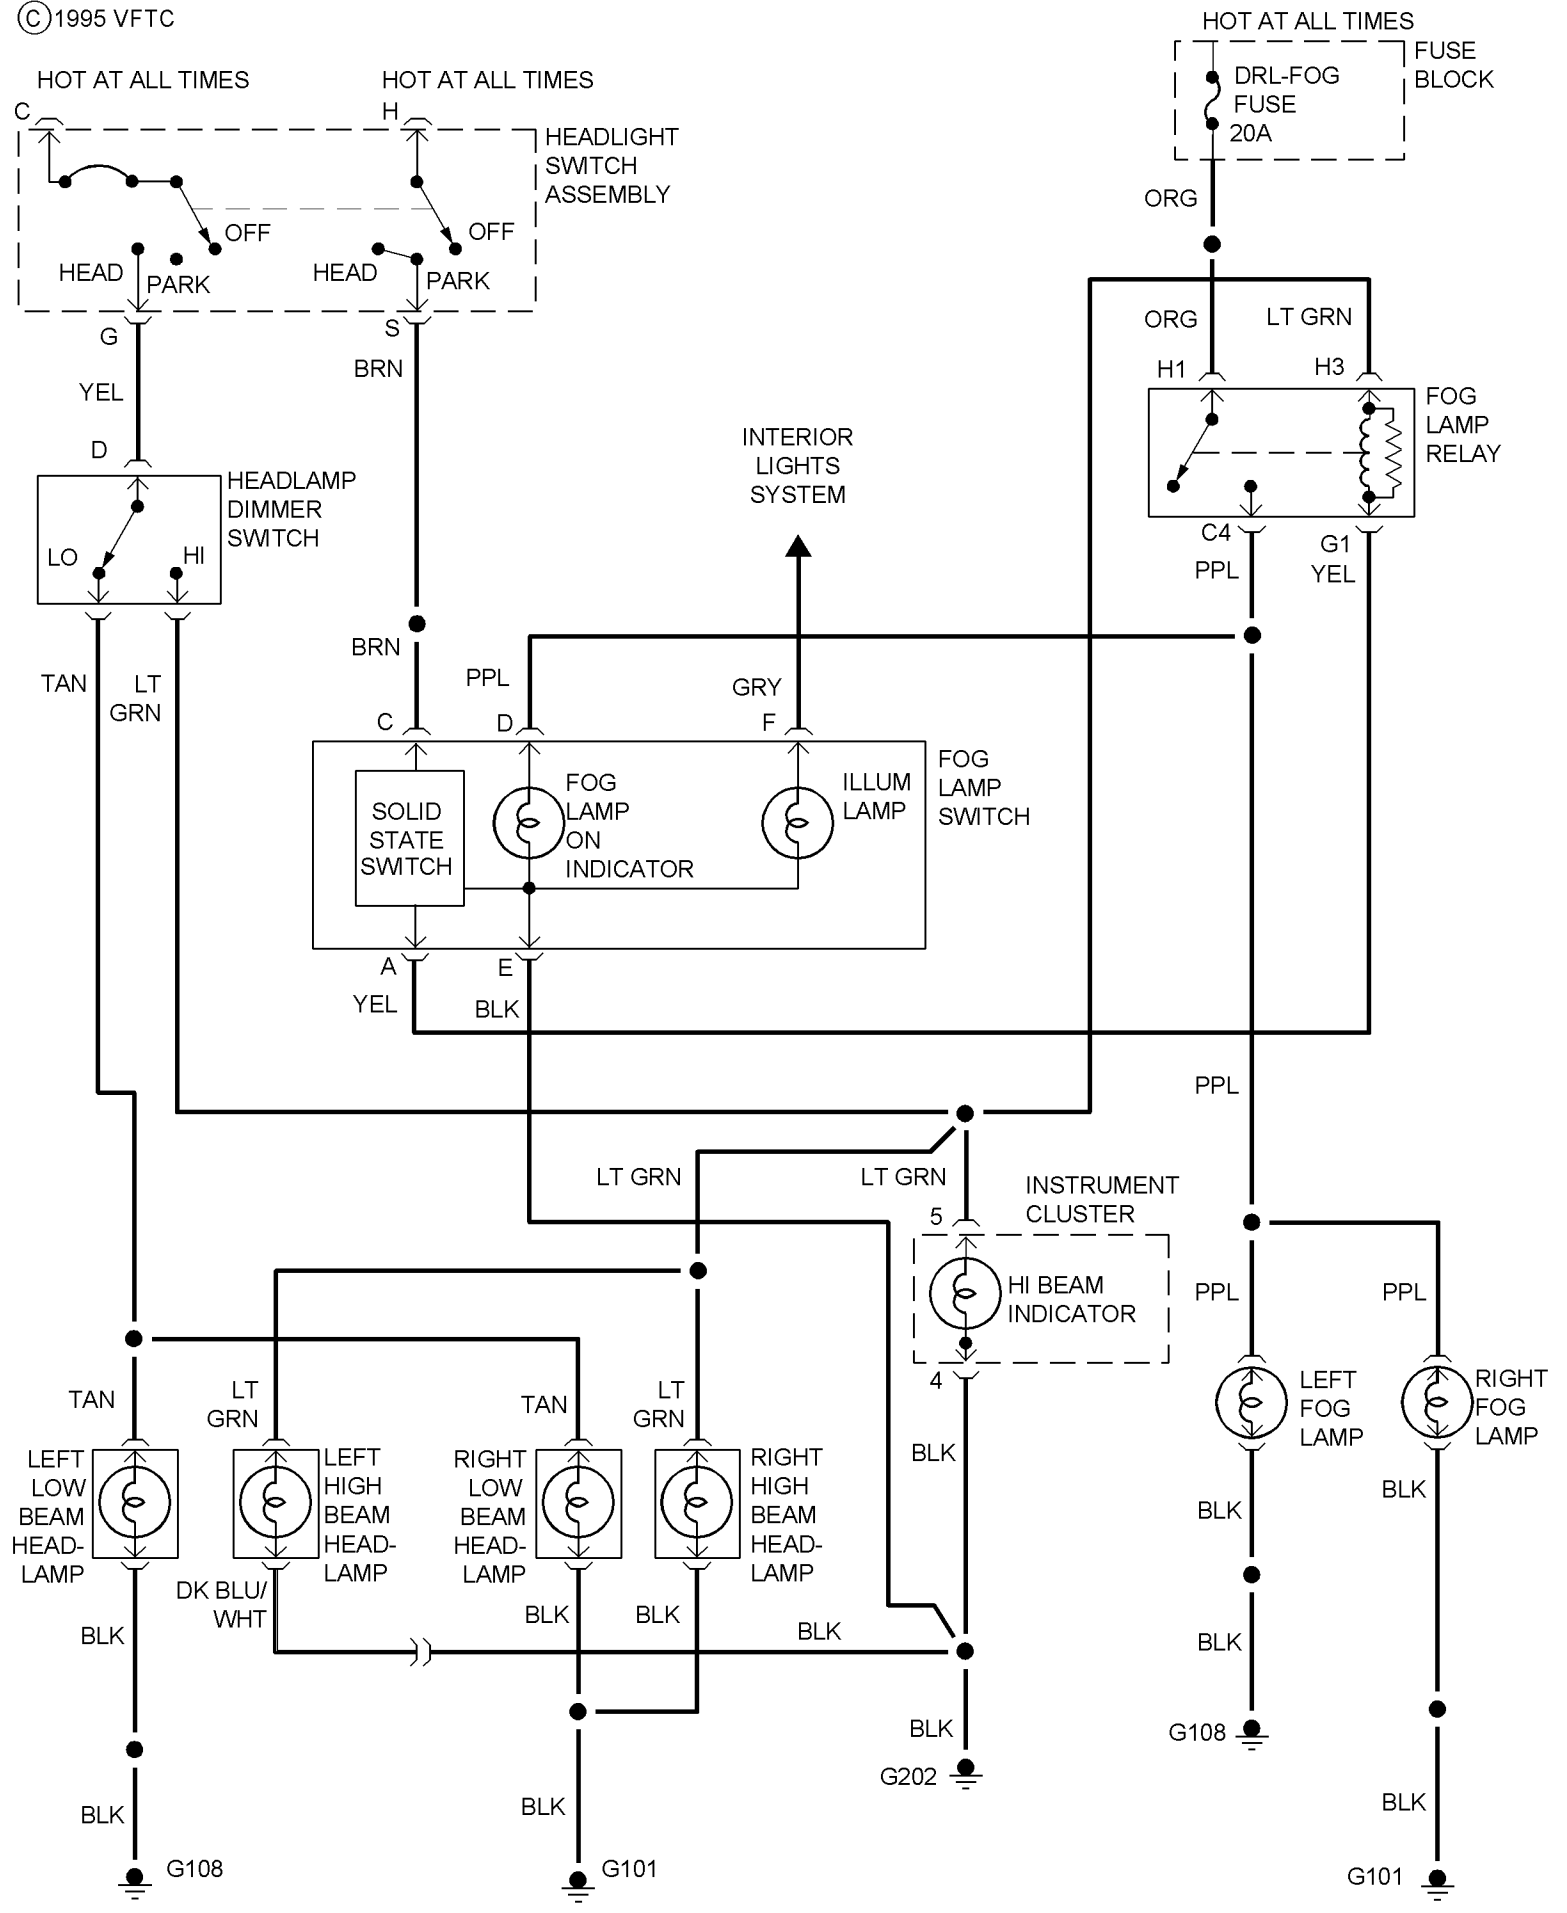 C 1995 VFTC
HOT AT ALL TIMES
HOT AT ALL TIMES
HOT AT ALL TIMES
C
H
HEADLIGHT
SWITCH
ASSEMBLY
OFF
HEAD
PARK
OFF
HEAD
PARK
G
S
FUSE
BLOCK
DRL-FOG
FUSE
20A
ORG
ORG
LT GRN
H1
H3
FOG
LAMP
RELAY
C4
G1
PPL
YEL
YEL
BRN
D
HEADLAMP
DIMMER
SWITCH
LO
HI
TAN
LT
GRN
INTERIOR
LIGHTS
SYSTEM
BRN
PPL
GRY
C
D
F
FOG
LAMP
SWITCH
SOLID
STATE
SWITCH
FOG
LAMP
ON
INDICATOR
ILLUM
LAMP
A
E
YEL
BLK
PPL
LT GRN
LT GRN
5
INSTRUMENT
CLUSTER
HI BEAM
INDICATOR
4
PPL
PPL
TAN
LT
GRN
TAN
LT
GRN
LEFT
LOW
BEAM
HEAD-
LAMP
LEFT
HIGH
BEAM
HEAD-
LAMP
RIGHT
LOW
BEAM
HEAD-
LAMP
RIGHT
HIGH
BEAM
HEAD-
LAMP
BLK
LEFT
FOG
LAMP
RIGHT
FOG
LAMP
BLK
BLK
DK BLU/
WHT
BLK
BLK
BLK
BLK
BLK
BLK
G202
G108
BLK
BLK
BLK
G108
G101
G101